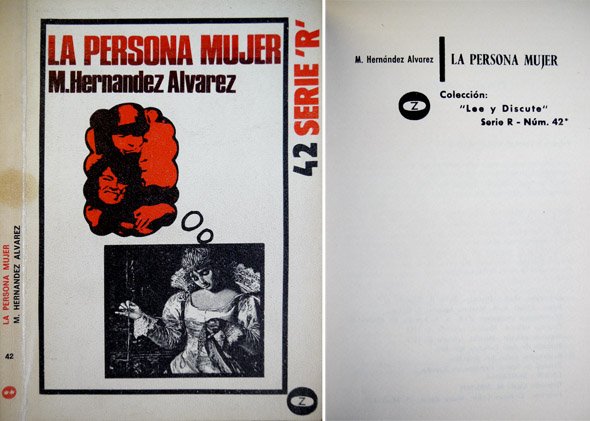 LA PERSONA MUJER
M. HERNANDEZ ALVAREZ
42
LA PERSONA MUJER
M.Hernandez Alvarez
42 SERIE 'R'
Z
M. Hernández Alvarez
LA PERSONA MUJER
Colección:
"Lee y Discute"
Serie R - Núm. 42*
Z